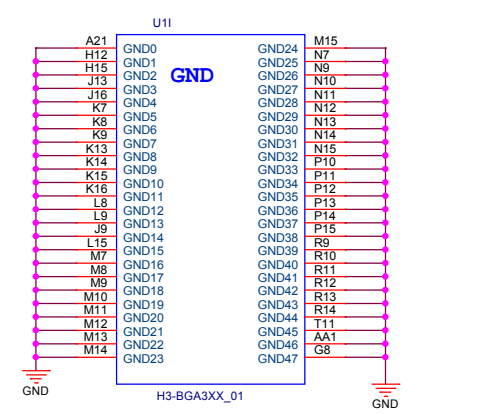 U1I
A21 GND0 GND24 M15
H12 GND1 GND25 N7
H15 GND2 GND26 N9
GND
J13 GND3 GND27 N10
J16 GND4 GND28 N11
K7 GND5 GND29 N12
K8 GND6 GND30 N13
K9 GND7 GND31 N14
K13 GND8 GND32 N15
K14 GND9 GND33 P10
K15 GND10 GND34 P11
K16 GND11 GND35 P12
L8 GND12 GND36 P13
L9 GND13 GND37 P14
J9 GND14 GND38 P15
L15 GND15 GND39 R9
M7 GND16 GND40 R10
M8 GND17 GND41 R11
M9 GND18 GND42 R12
M10 GND19 GND43 R13
M11 GND20 GND44 R14
M12 GND21 GND45 T11
M13 GND22 GND46 AA1
M14 GND23 GND47 G8
GND
H3-BGA3XX_01
GND